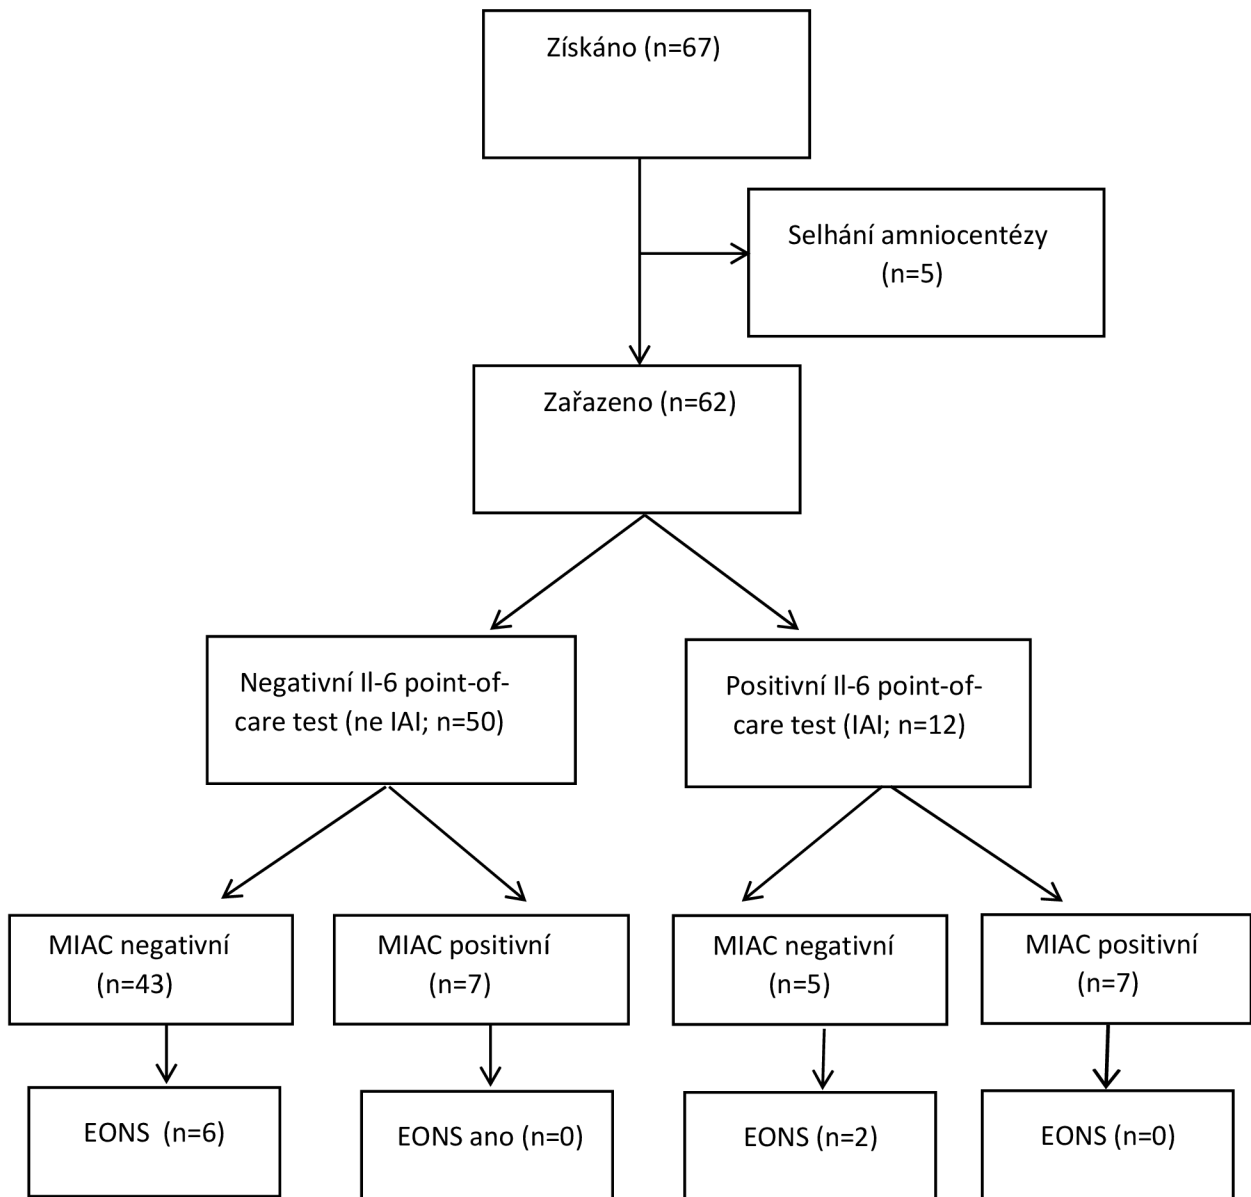 Získáno (n=67)
Selhání amniocentézy
(n=5)
Zařazeno (n=62)
Negativní Il-6 point-of-
care test (ne IAI; n=50)
Positivní Il-6 point-of-
care test (IAI; n=12)
MIAC negativní
(n=43)
MIAC positivní
(n=7)
MIAC negativní
(n=5)
MIAC positivní
(n=7)
EONS (n=6)
EONS ano (n=0)
EONS (n=2)
EONS (n=0)